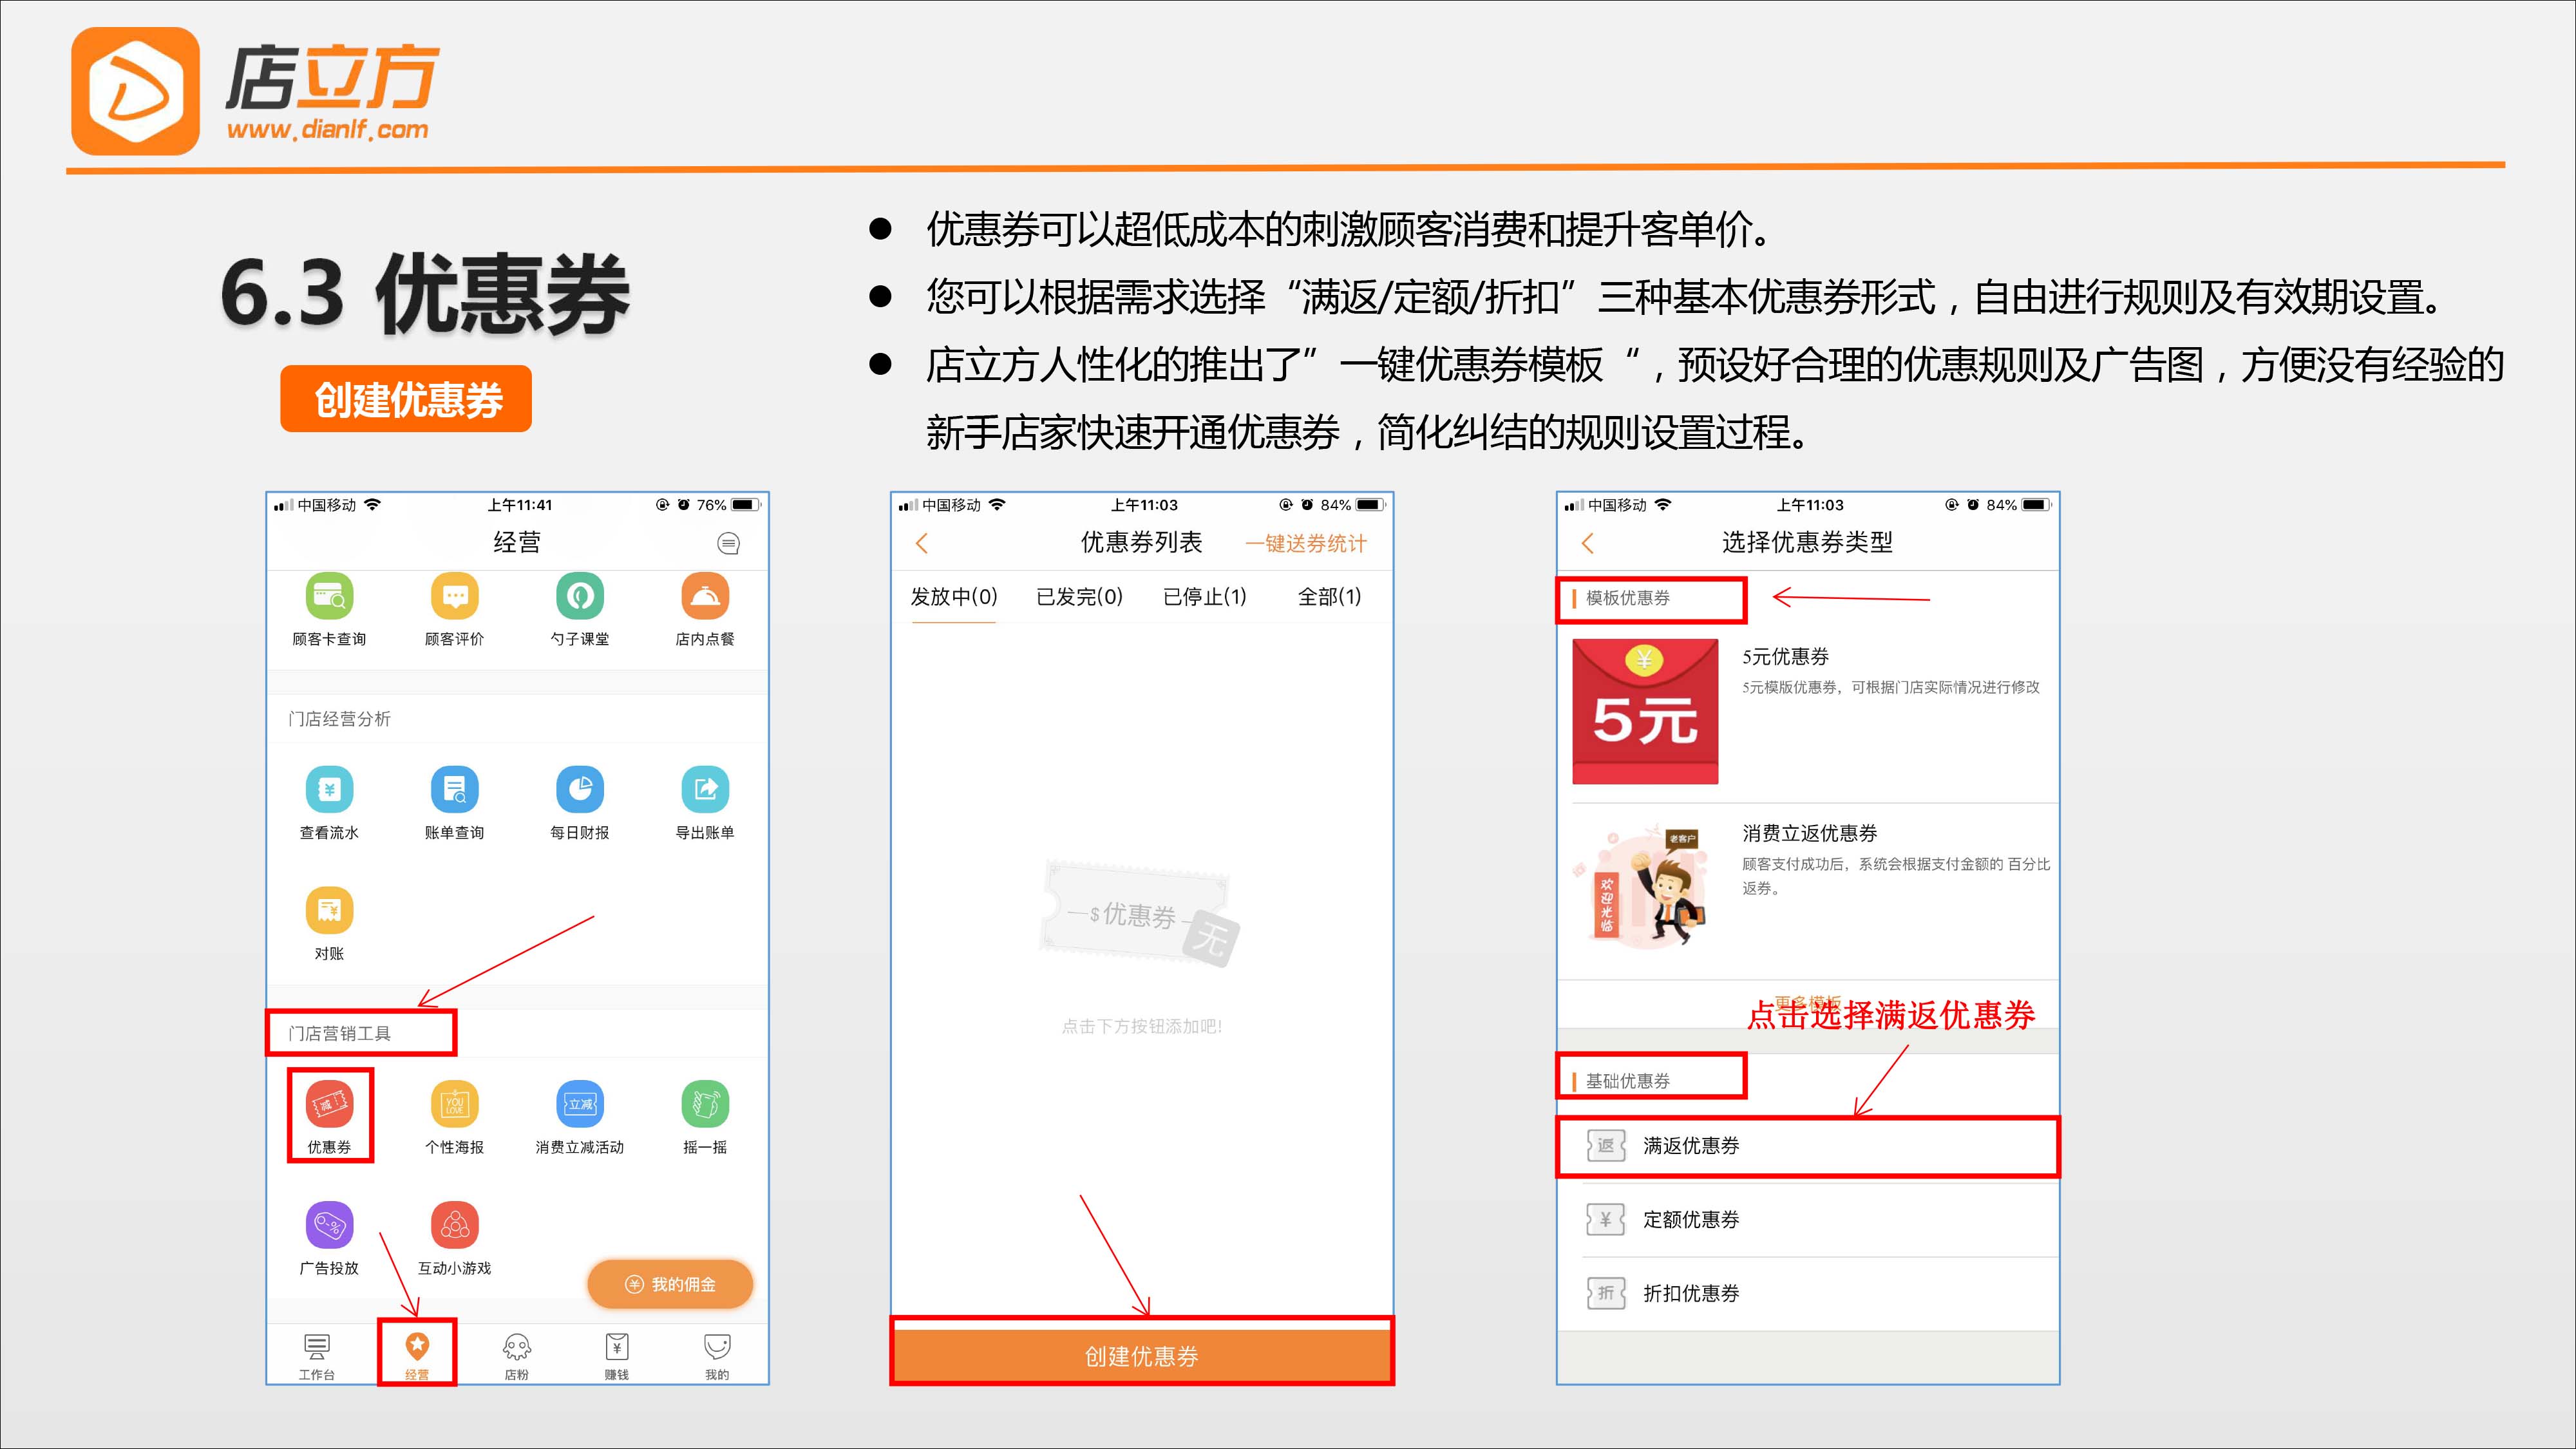 店立方
www.dianlf.com
6.3 优惠券
创建优惠券
● 优惠券可以超低成本的刺激顾客消费和提升客单价。
● 您可以根据需求选择“满返/定额/折扣”三种基本优惠券形式，自由进行规则及有效期设置。
● 店立方人性化的推出了”一键优惠券模板“，预设好合理的优惠规则及广告图，方便没有经验的
新手店家快速开通优惠券，简化纠结的规则设置过程。
中国移动 上午11:41 76%
经营
顾客卡查询 顾客评价 勺子课堂 店内点餐
门店经营分析
¥
查看流水 账单查询 每日财报 导出账单
¥
对账
门店营销工具
减 YOU LOVE 立减
优惠券 个性海报 消费立减活动 摇一摇
%
广告投放 互动小游戏
¥ 我的佣金
¥
工作台 经营 店粉 赚钱 我的
中国移动 上午11:03 84%
优惠券列表 一键送券统计
发放中(0) 已发完(0) 已停止(1) 全部(1)
$优惠券
无
点击下方按钮添加吧!
创建优惠券
中国移动 上午11:03 84%
选择优惠券类型
模板优惠券
¥
5元
5元优惠券
5元模版优惠券，可根据门店实际情况进行修改
老客户
欢迎光临
消费立返优惠券
顾客支付成功后，系统会根据支付金额的 百分比
返券。
更多模板
点击选择满返优惠券
基础优惠券
返 满返优惠券
¥ 定额优惠券
折 折扣优惠券